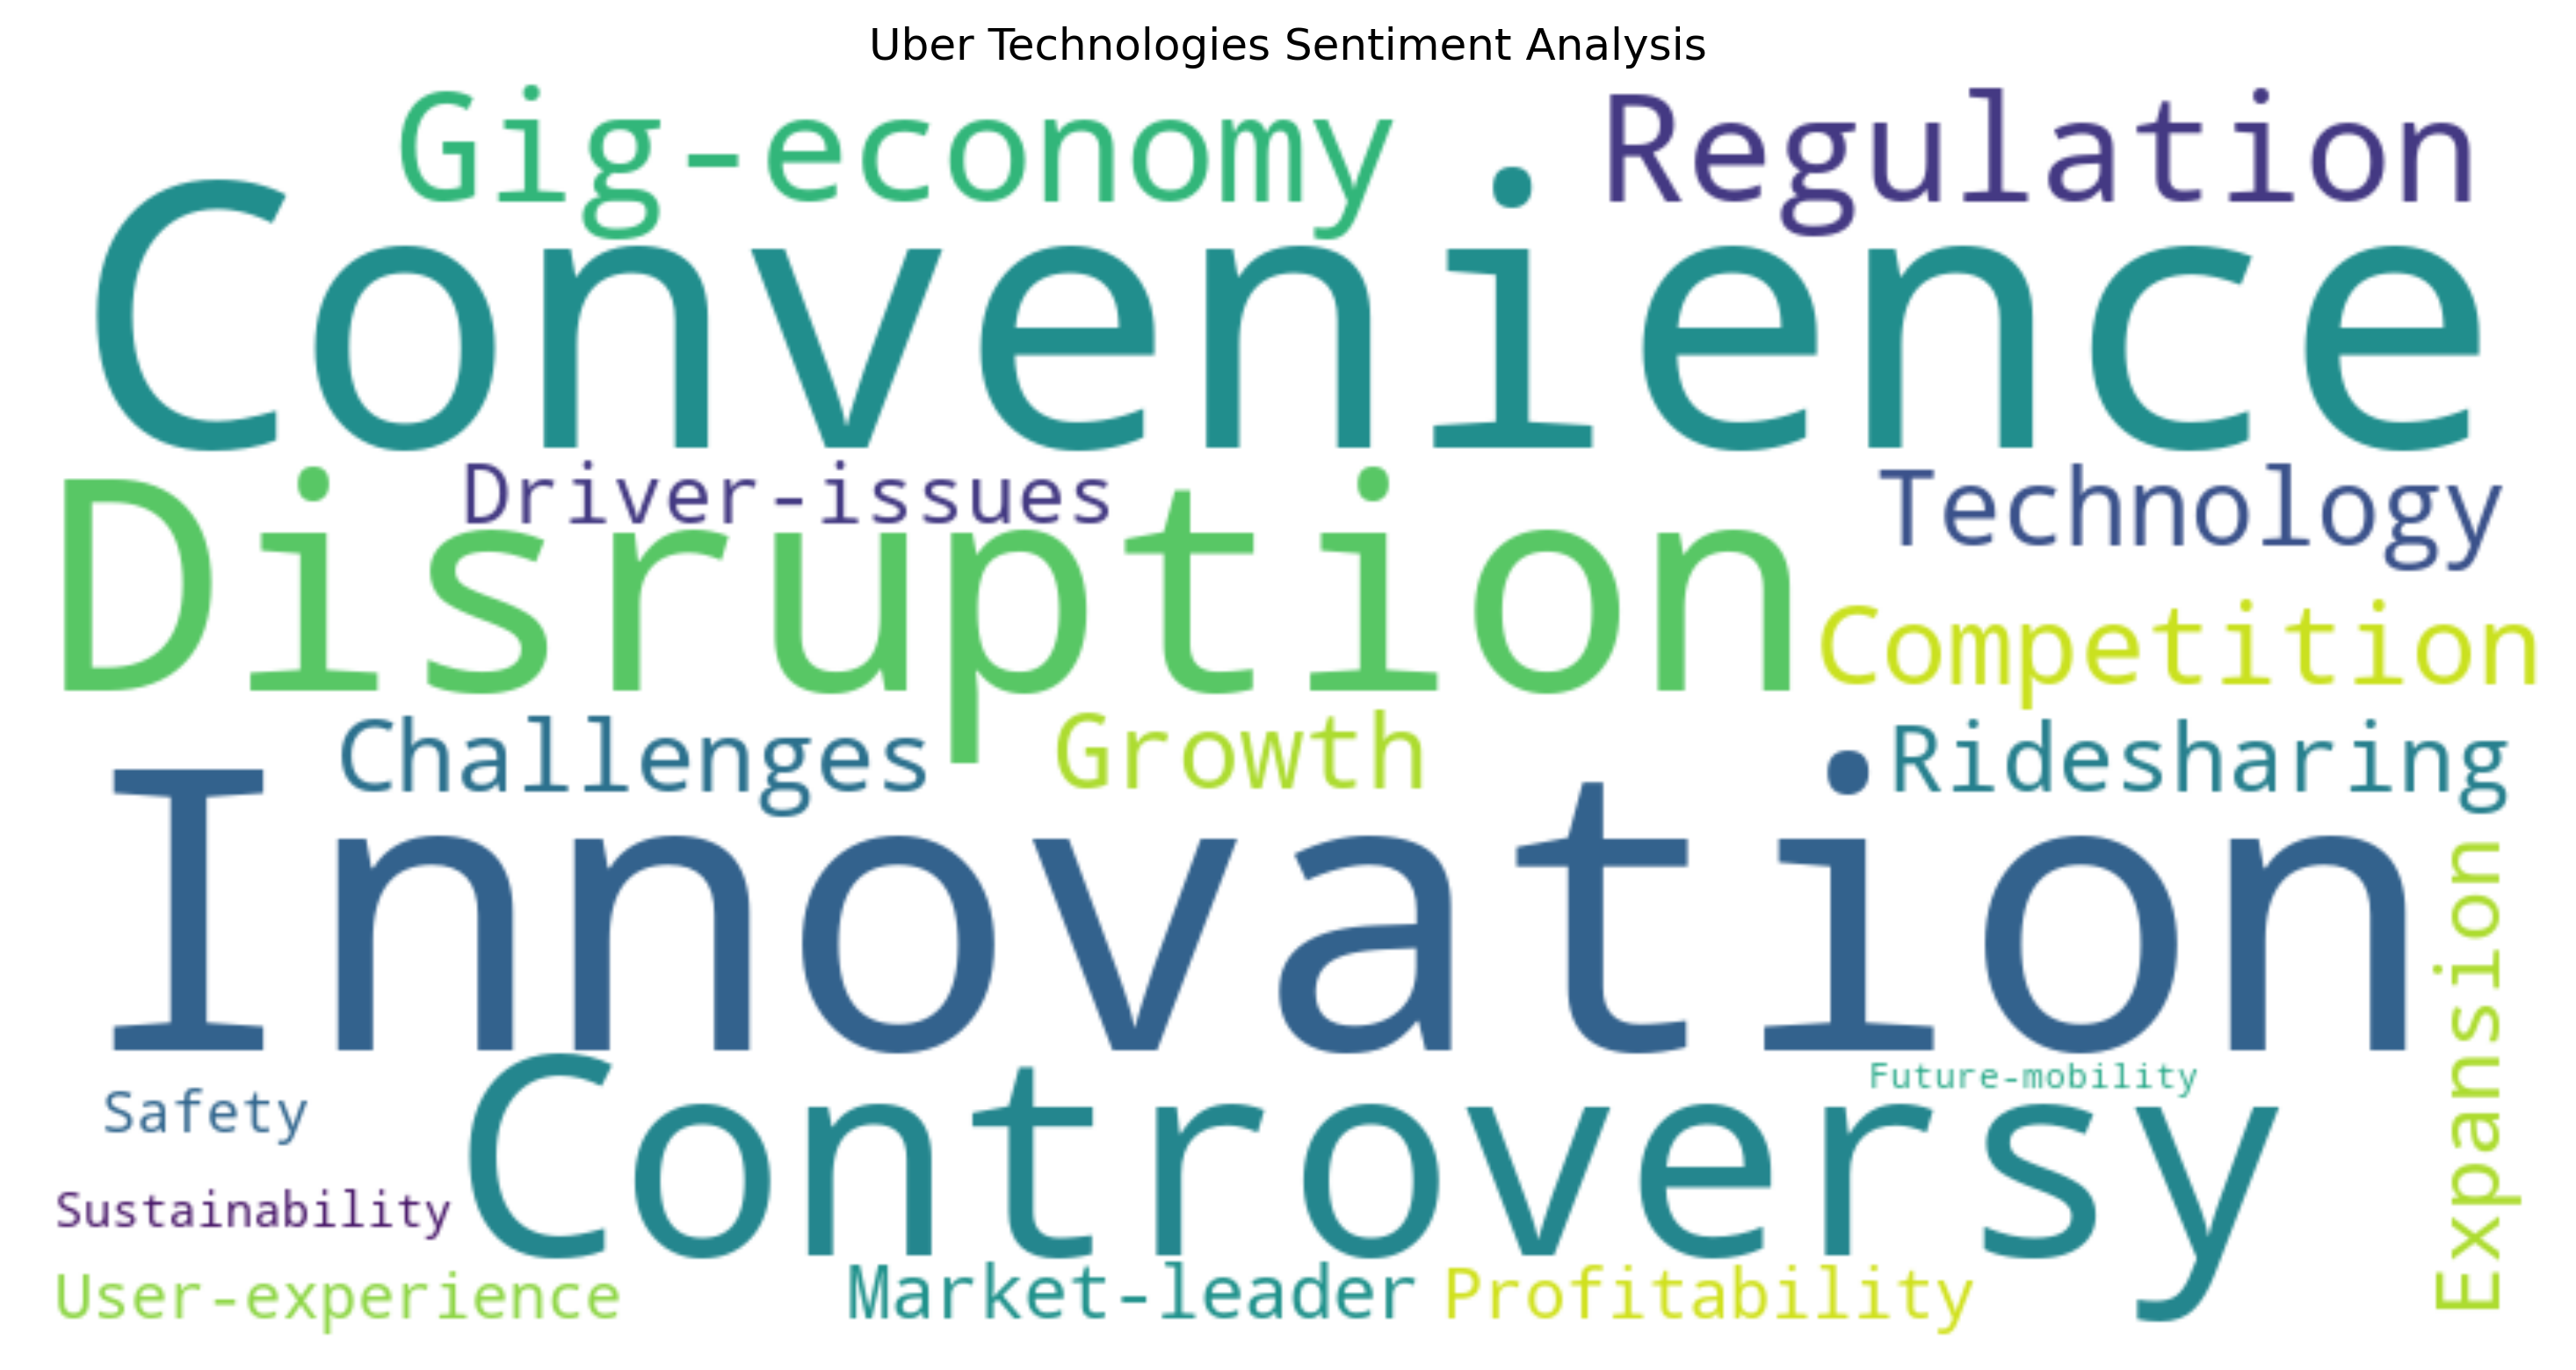 Uber Technologies Sentiment Analysis
Gig-economy
Regulation
Convenience
Driver-issues
Technology
Disruption
Competition
Challenges
Growth
Ridesharing
Innovation
Expansion
Future-mobility
Safety
Controversy
Sustainability
User-experience
Market-leader
Profitability